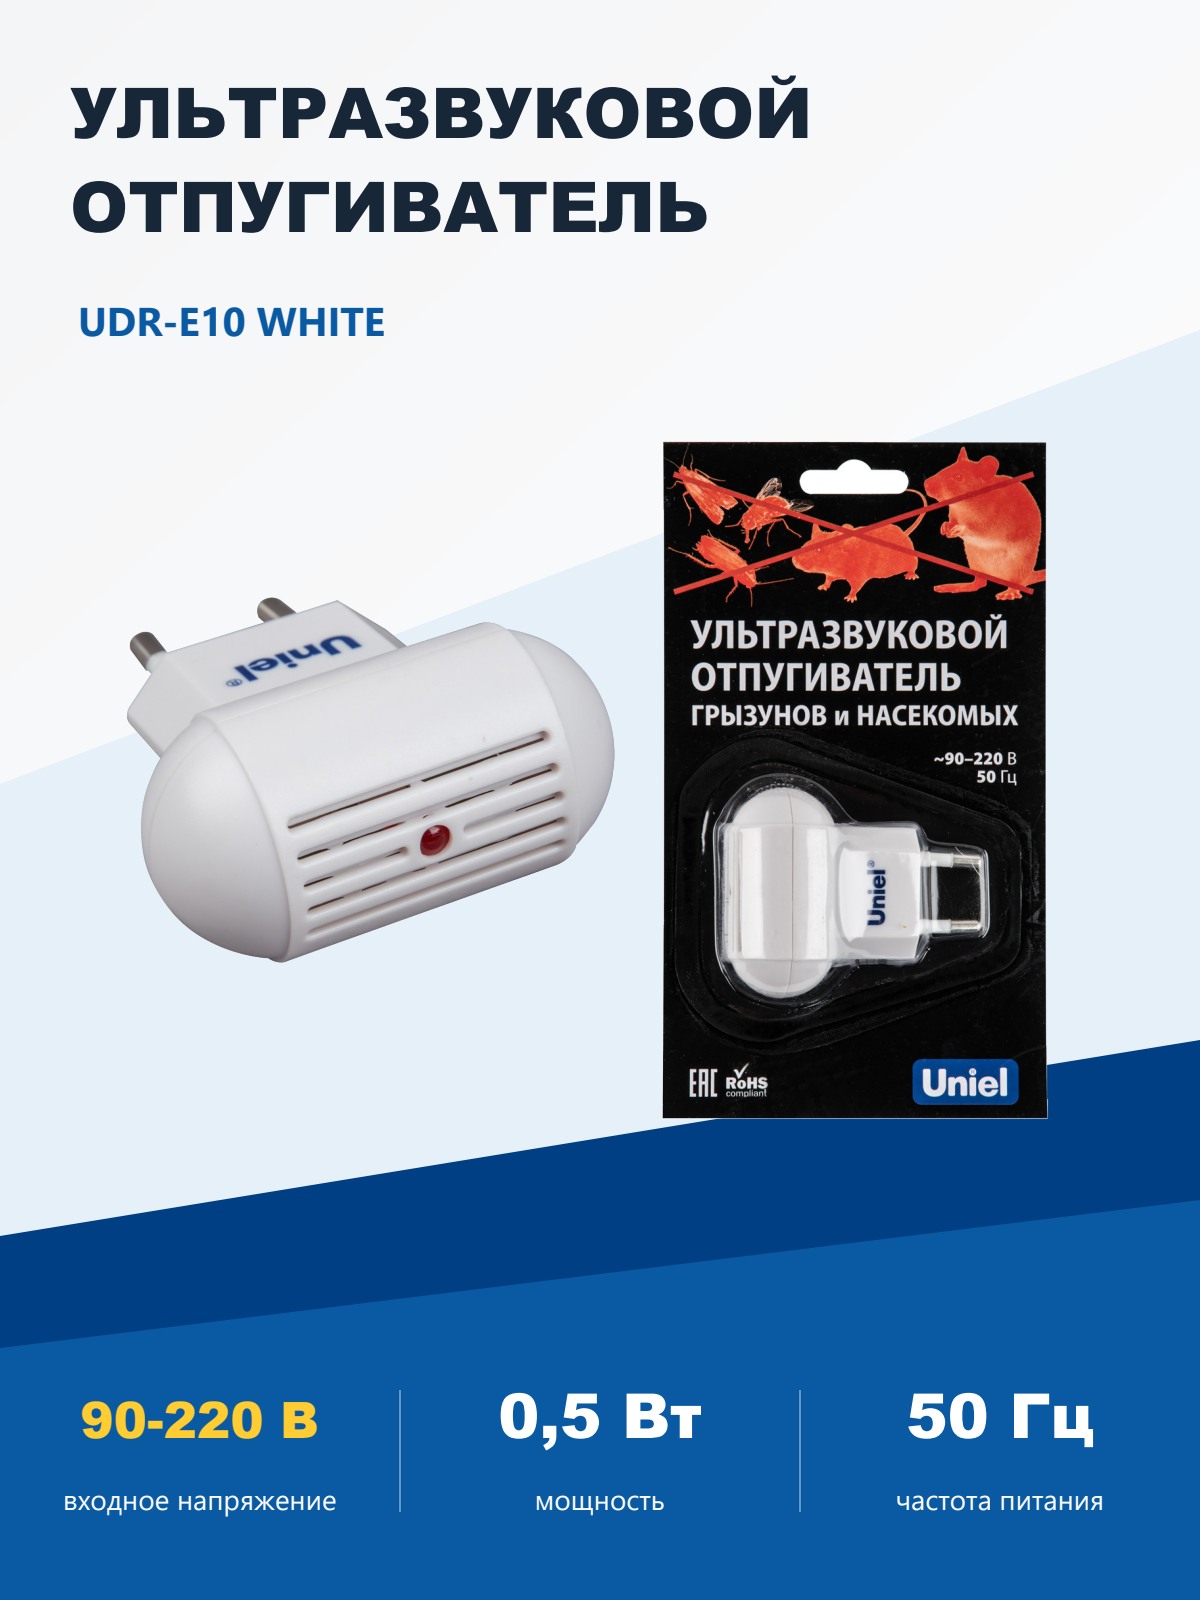 УЛЬТРАЗВУКОВОЙ
ОТПУГИВАТЕЛЬ
UDR-E10 WHITE
Uniel®
УЛЬТРАЗВУКОВОЙ
ОТПУГИВАТЕЛЬ
ГРЫЗУНОВ и НАСЕКОМЫХ
~90–220 В
50 Гц
Uniel®
EAC
RoHS
compliant
Uniel
90-220 В
0,5 Вт
50 Гц
входное напряжение
мощность
частота питания